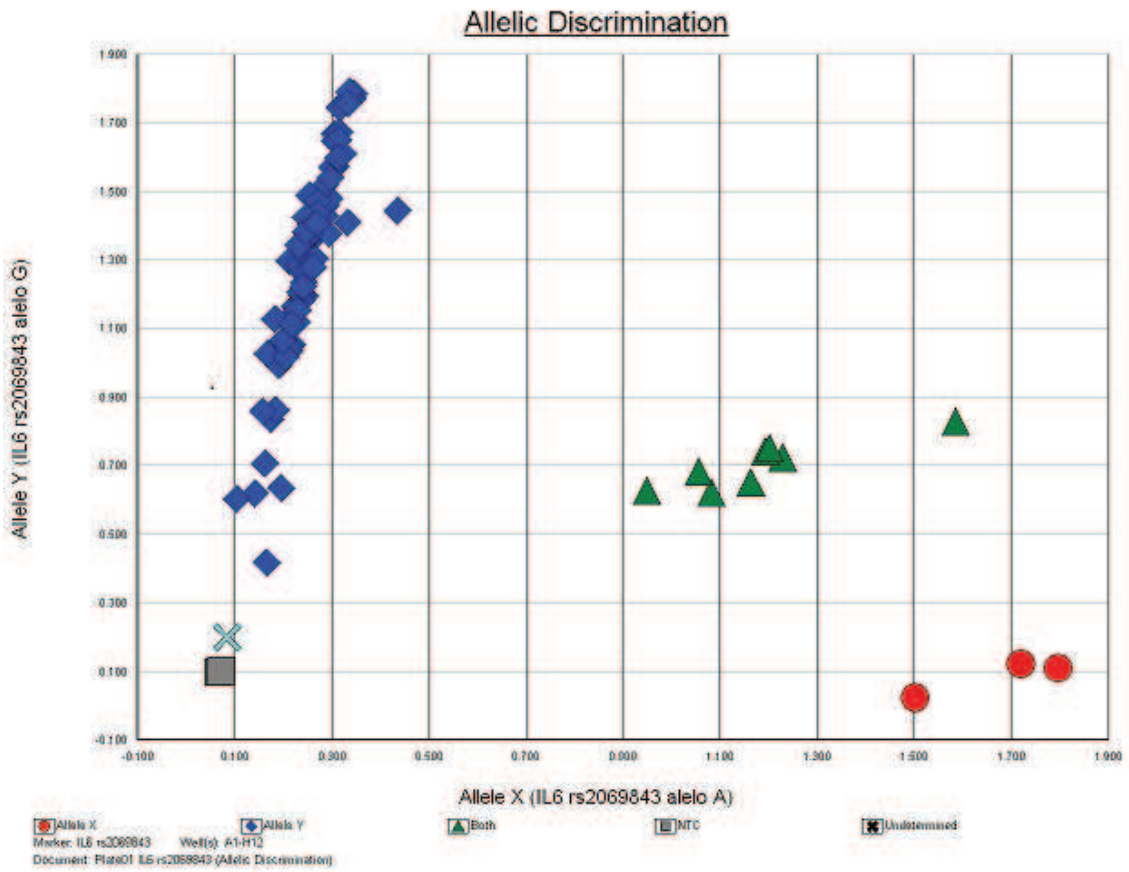 Allelic Discrimination
1.900
1.700
1.500
1.300
1.100
0.900
0.700
0.500
0.300
0.100
-0.100
Allele Y (IL6 rs2069843 alelo G)
-0.100 0.100 0.300 0.500 0.700 0.900 1.100 1.300 1.500 1.700 1.900
Allele X (IL6 rs2069843 alelo A)
Allele X Allele Y Both NTC Undetermined
Marker: IL6 rs2069843 Well(s): A1-H12
Document: Plate01 IL6 rs2069843 (Allelic Discrimination)